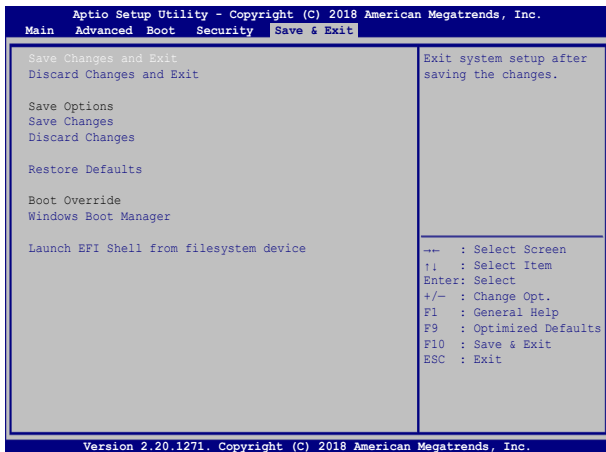 Aptio Setup Utility - Copyright (C) 2018 American Megatrends, Inc.
Main Advanced Boot Security Save & Exit
Save Changes and Exit
Discard Changes and Exit
Save Options
Save Changes
Discard Changes
Restore Defaults
Boot Override
Windows Boot Manager
Launch EFI Shell from filesystem device
Exit system setup after
saving the changes.
→← : Select Screen
↑↓ : Select Item
Enter: Select
+/— : Change Opt.
F1 : General Help
F9 : Optimized Defaults
F10 : Save & Exit
ESC : Exit
Version 2.20.1271. Copyright (C) 2018 American Megatrends, Inc.